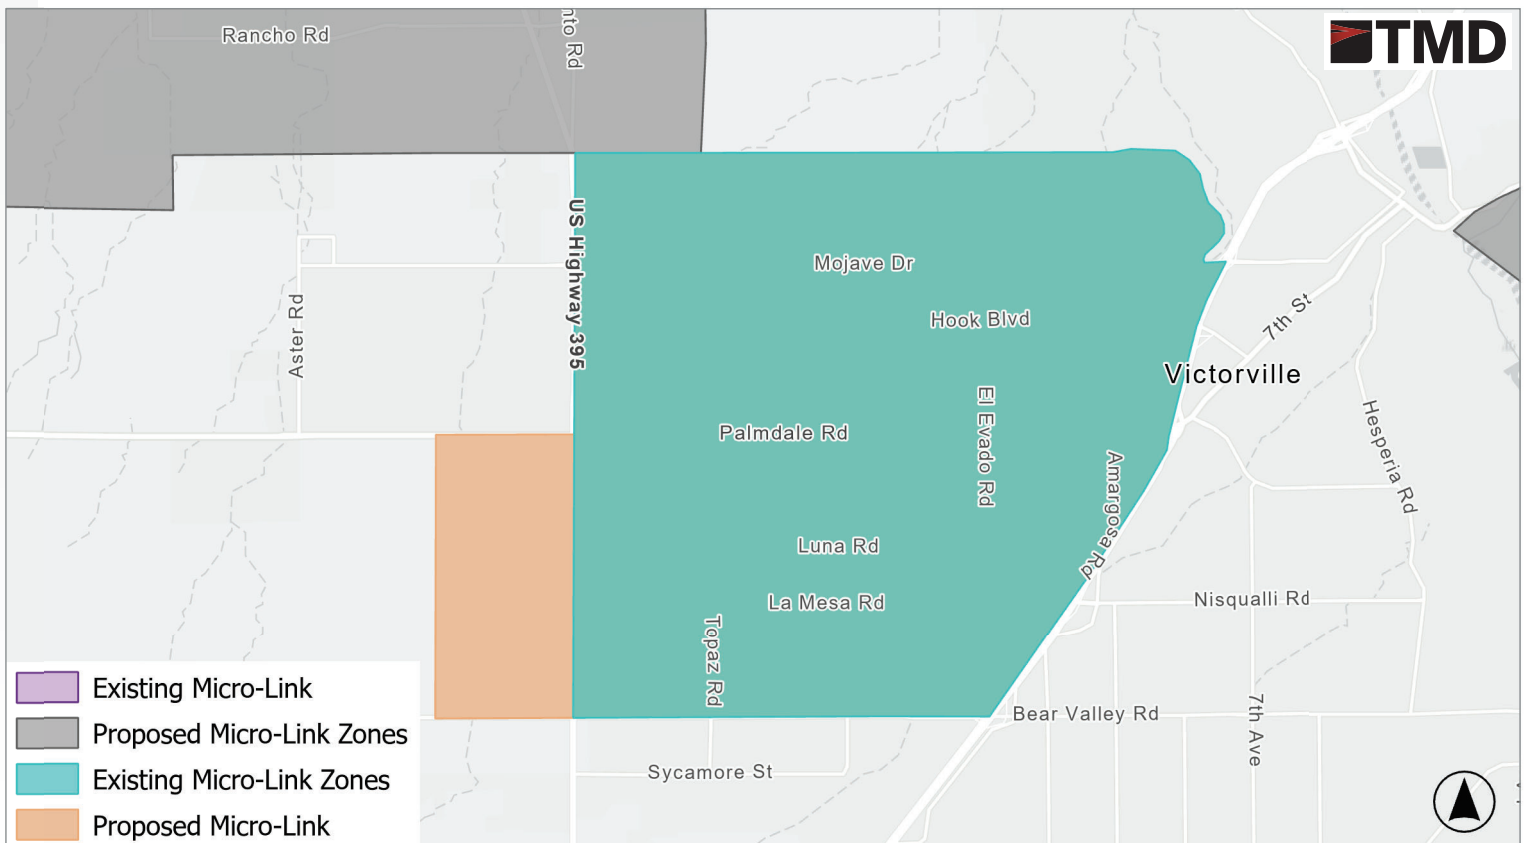 Rancho Rd
nto Rd
TMD
US Highway 395
Mojave Dr
Aster Rd
Hook Blvd
7th St
Victorville
Palmdale Rd
El Evado Rd
Hesperia Rd
Amargosa Rd
Luna Rd
La Mesa Rd
Nisqualli Rd
Topaz Rd
Bear Valley Rd
7th Ave
Sycamore St
Existing Micro-Link
Proposed Micro-Link Zones
Existing Micro-Link Zones
Proposed Micro-Link